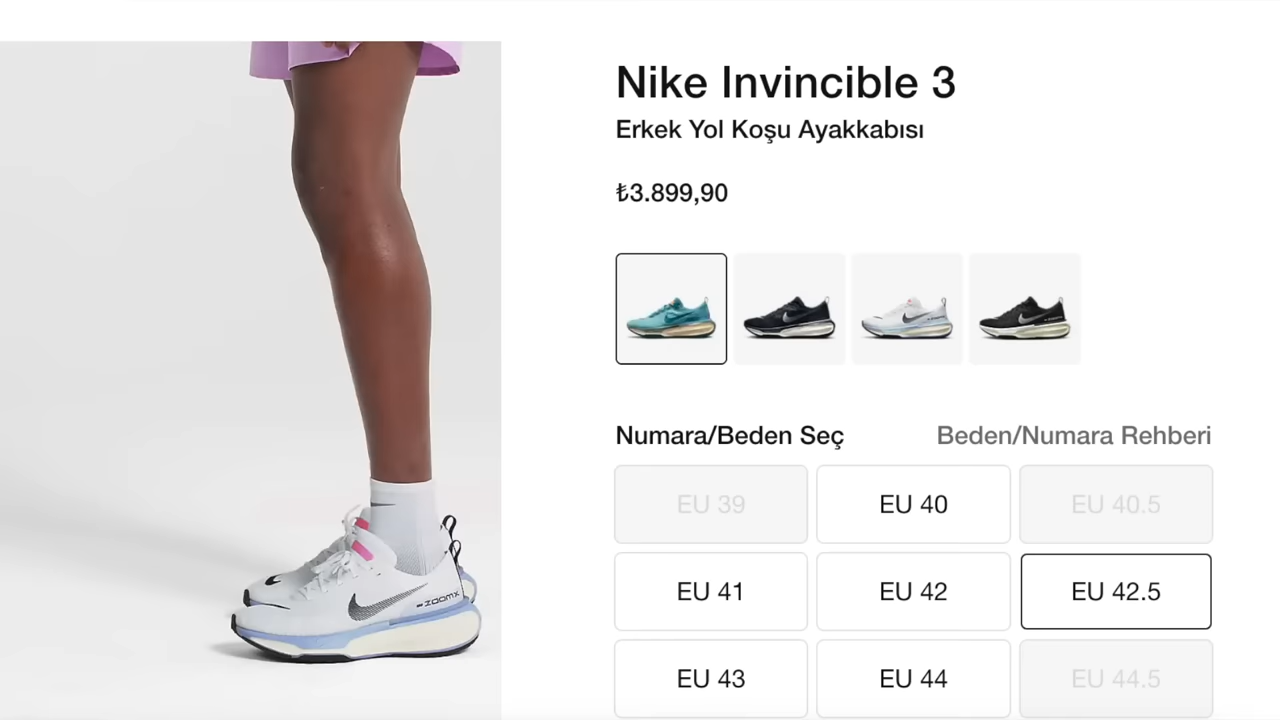 Nike Invincible 3
Erkek Yol Koşu Ayakkabısı
₺3.899,90
Numara/Beden Seç
Beden/Numara Rehberi
EU 39
EU 40
EU 40.5
EU 41
EU 42
EU 42.5
EU 43
EU 44
EU 44.5
ZOOMX